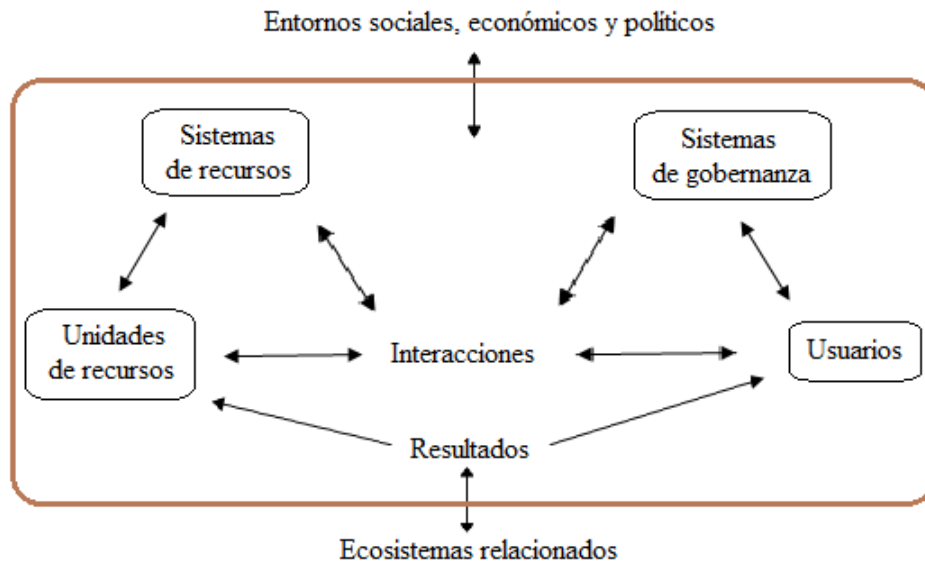 Entornos sociales, económicos y políticos
Sistemas
de recursos
Sistemas
de gobernanza
Unidades
de recursos
Interacciones
Usuarios
Resultados
Ecosistemas relacionados